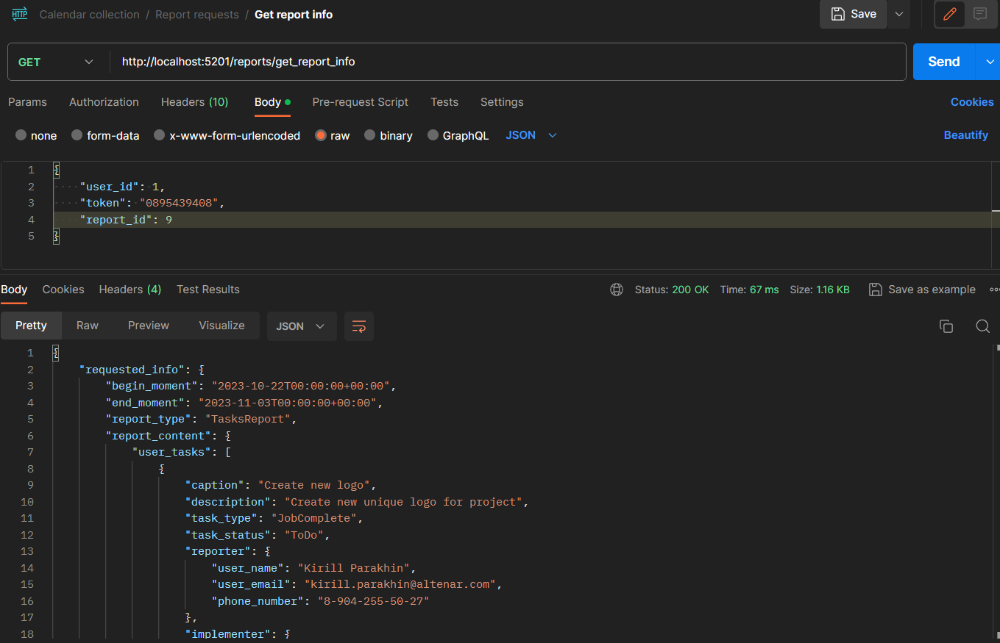 HTTP Calendar collection / Report requests / Get report info Save
GET http://localhost:5201/reports/get_report_info Send
Params Authorization Headers (10) Body Pre-request Script Tests Settings Cookies
none form-data x-www-form-urlencoded raw binary GraphQL JSON Beautify
1 {
2 "user_id": 1,
3 "token": "0895439408",
4 "report_id": 9
5 }
Body Cookies Headers (4) Test Results Status: 200 OK Time: 67 ms Size: 1.16 KB Save as example
Pretty Raw Preview Visualize JSON
1 {
2 "requested_info": {
3 "begin_moment": "2023-10-22T00:00:00+00:00",
4 "end_moment": "2023-11-03T00:00:00+00:00",
5 "report_type": "TasksReport",
6 "report_content": {
7 "user_tasks": [
8 {
9 "caption": "Create new logo",
10 "description": "Create new unique logo for project",
11 "task_type": "JobComplete",
12 "task_status": "ToDo",
13 "reporter": {
14 "user_name": "Kirill Parakhin",
15 "user_email": "kirill.parakhin@altenar.com",
16 "phone_number": "8-904-255-50-27"
17 },
18 "implementer": {